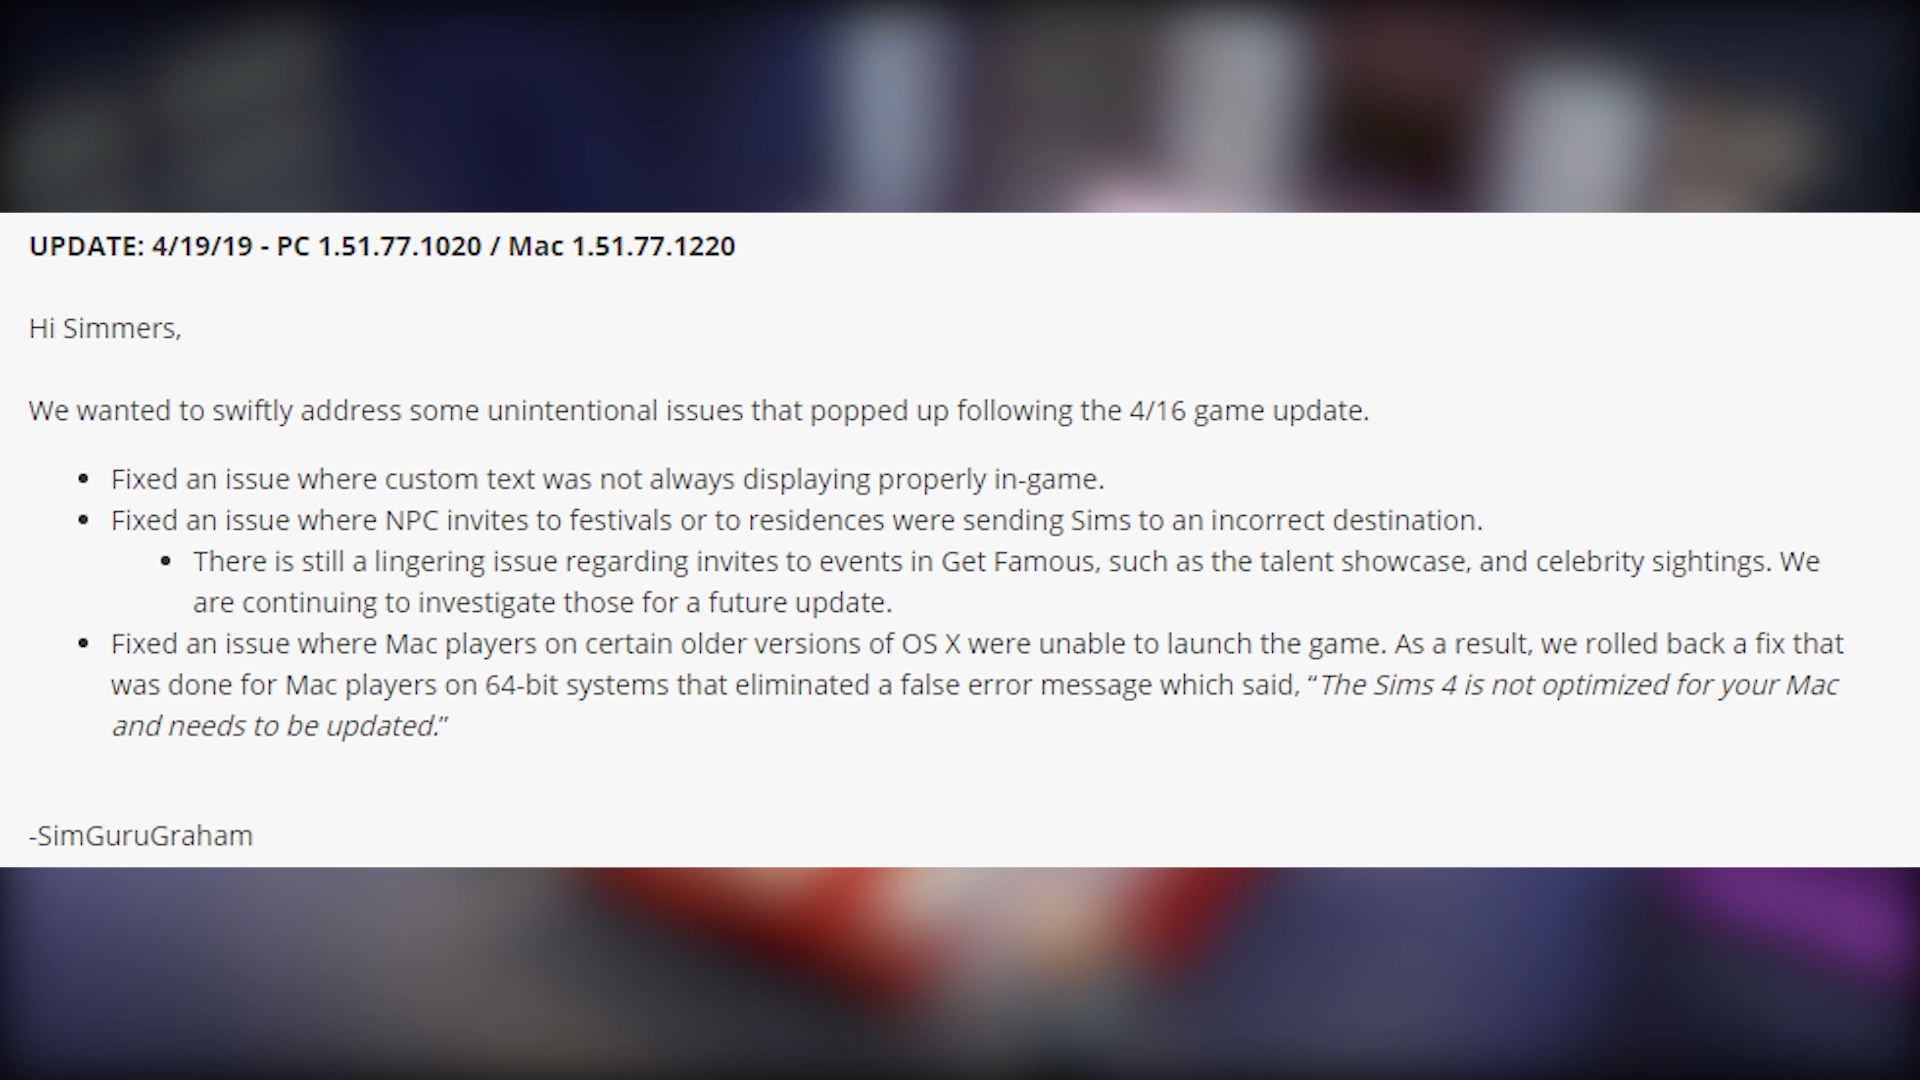 UPDATE: 4/19/19 - PC 1.51.77.1020 / Mac 1.51.77.1220
Hi Simmers,
We wanted to swiftly address some unintentional issues that popped up following the 4/16 game update.
• Fixed an issue where custom text was not always displaying properly in-game.
• Fixed an issue where NPC invites to festivals or to residences were sending Sims to an incorrect destination.
• There is still a lingering issue regarding invites to events in Get Famous, such as the talent showcase, and celebrity sightings. We
are continuing to investigate those for a future update.
• Fixed an issue where Mac players on certain older versions of OS X were unable to launch the game. As a result, we rolled back a fix that
was done for Mac players on 64-bit systems that eliminated a false error message which said, “The Sims 4 is not optimized for your Mac
and needs to be updated.”
-SimGuruGraham